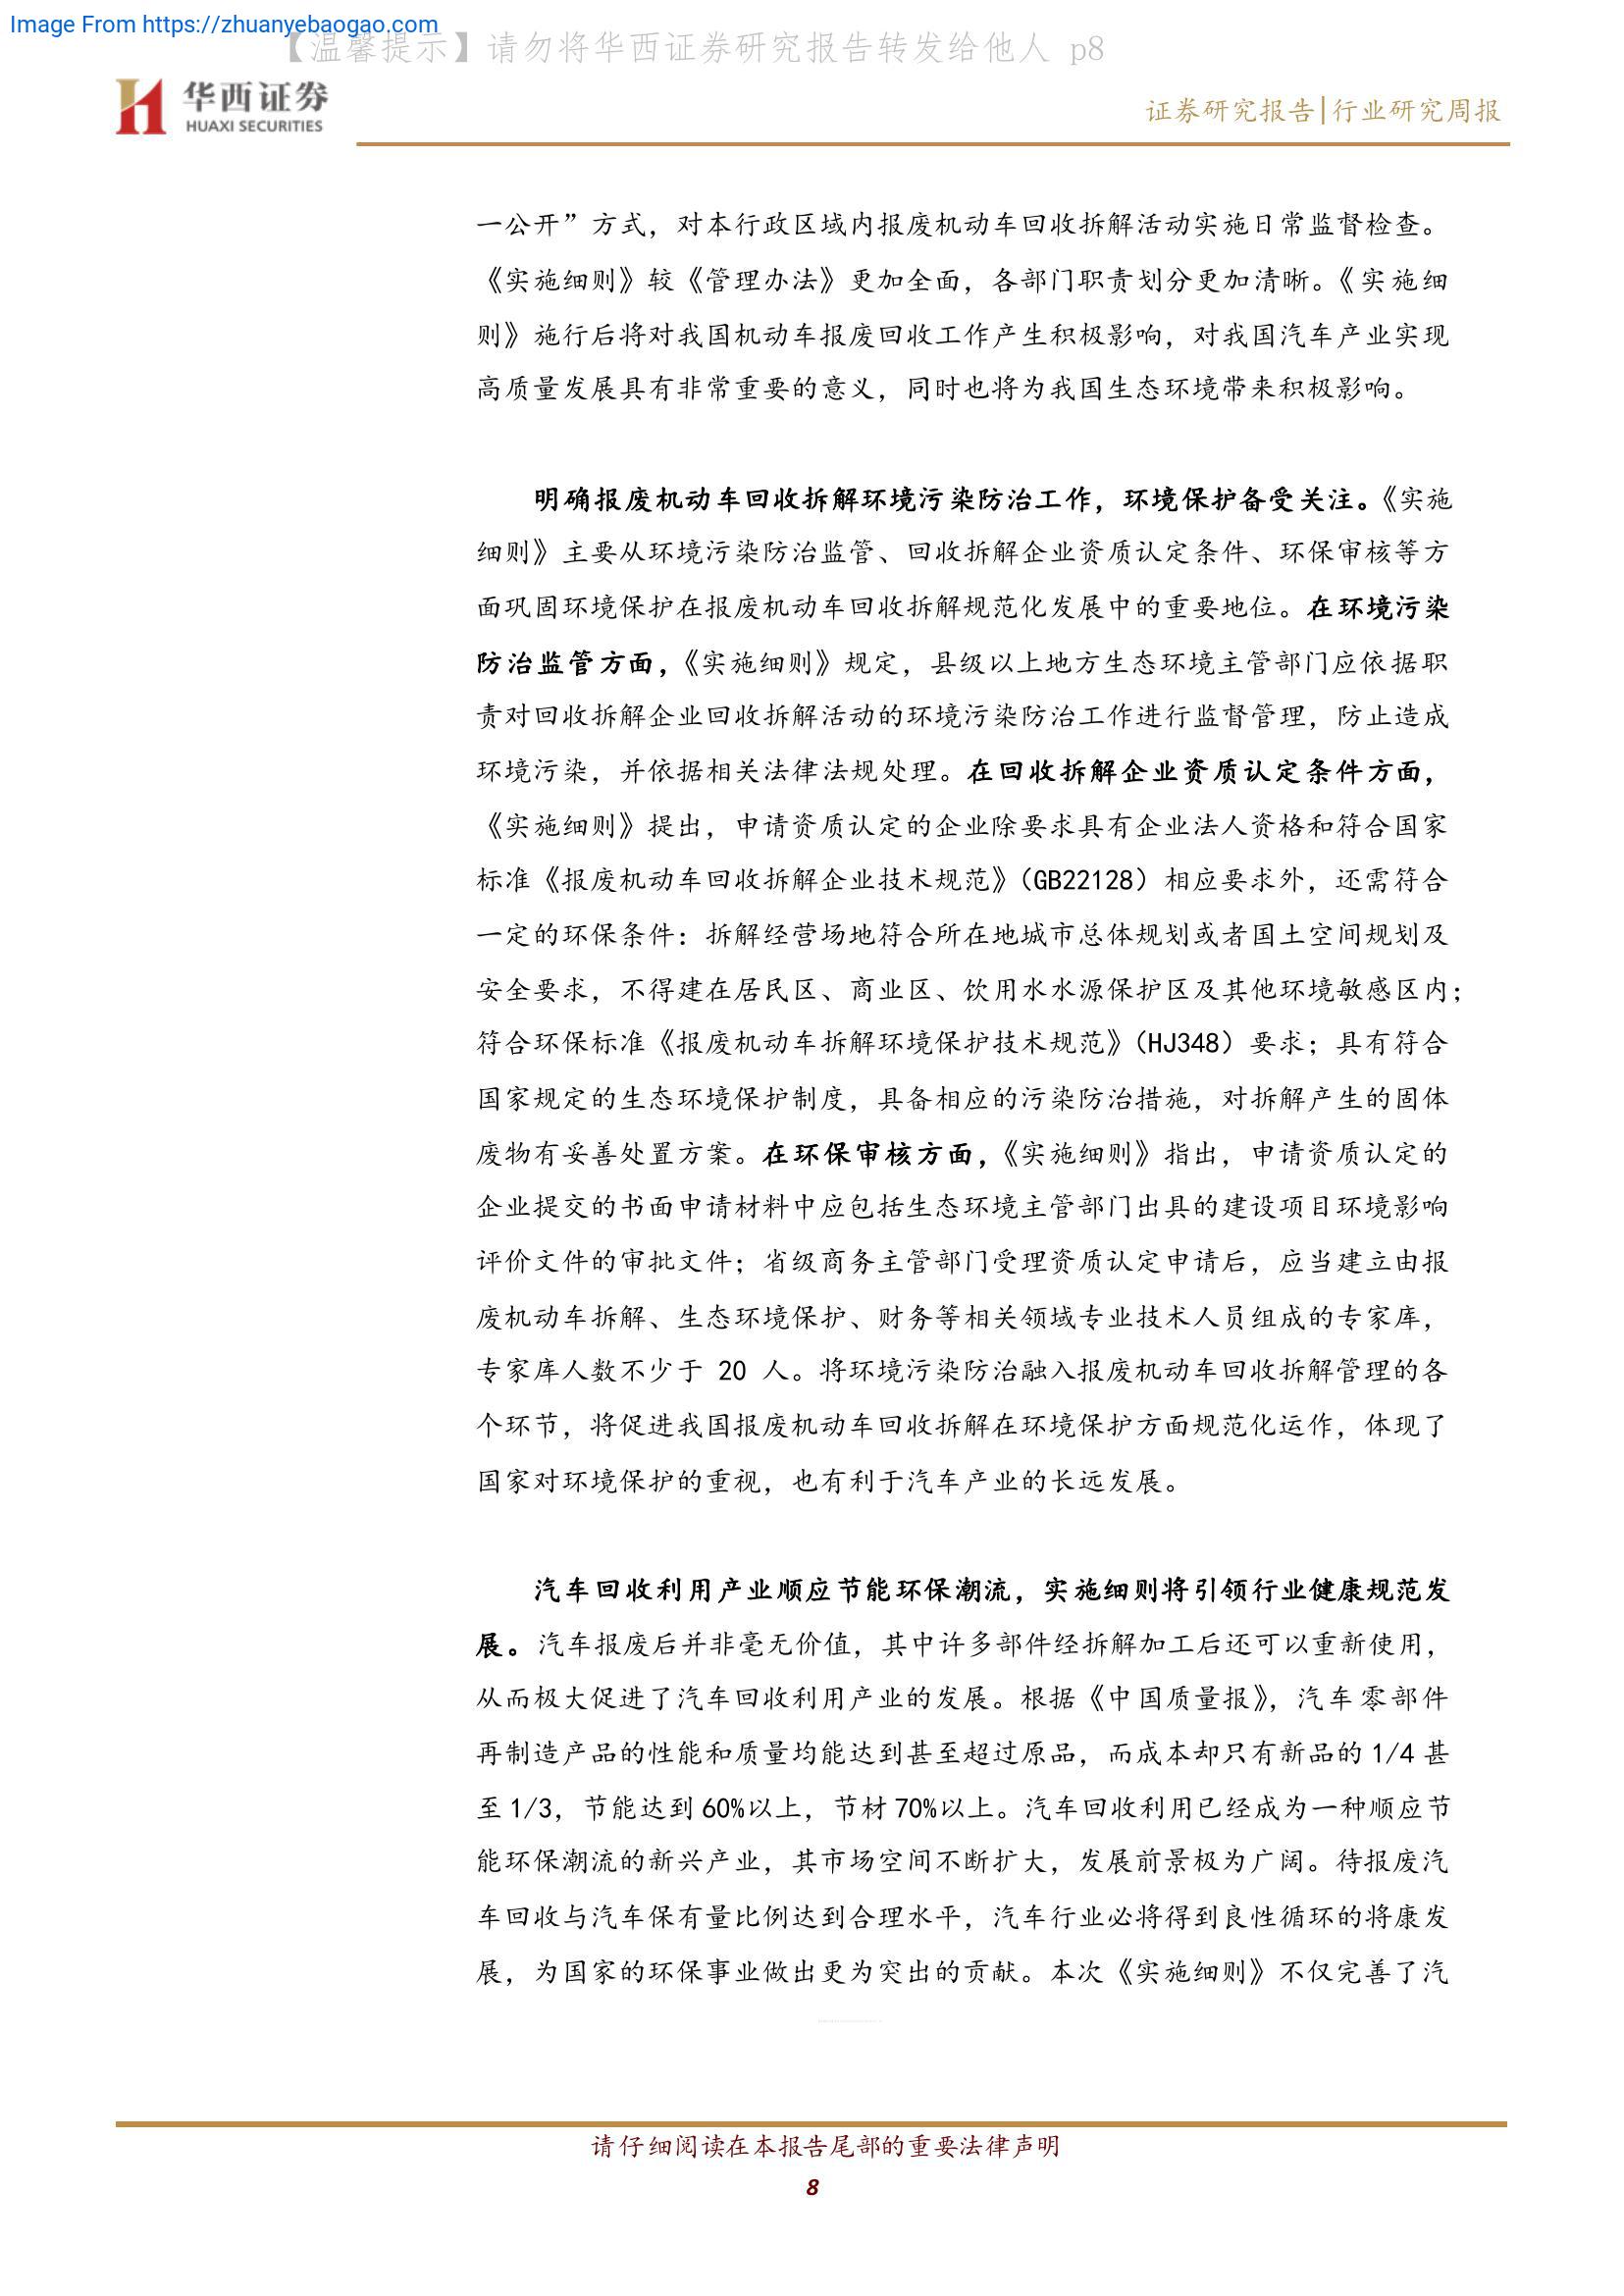 Image From https://zhuanyebaogao.com
【温馨提示】请勿将华西证券研究报告转发给他人 p8
华西证券
HUAXI SECURITIES
证券研究报告|行业研究周报
一公开”方式，对本行政区域内报废机动车回收拆解活动实施日常监督检查。
《实施细则》较《管理办法》更加全面，各部门职责划分更加清晰。《实施细
则》施行后将对我国机动车报废回收工作产生积极影响，对我国汽车产业实现
高质量发展具有非常重要的意义，同时也将为我国生态环境带来积极影响。
明确报废机动车回收拆解环境污染防治工作，环境保护备受关注。《实施
细则》主要从环境污染防治监管、回收拆解企业资质认定条件、环保审核等方
面巩固环境保护在报废机动车回收拆解规范化发展中的重要地位。在环境污染
防治监管方面，《实施细则》规定，县级以上地方生态环境主管部门应依据职
责对回收拆解企业回收拆解活动的环境污染防治工作进行监督管理，防止造成
环境污染，并依据相关法律法规处理。在回收拆解企业资质认定条件方面，
《实施细则》提出，申请资质认定的企业除要求具有企业法人资格和符合国家
标准《报废机动车回收拆解企业技术规范》（GB22128）相应要求外，还需符合
一定的环保条件：拆解经营场地符合所在地城市总体规划或者国土空间规划及
安全要求，不得建在居民区、商业区、饮用水水源保护区及其他环境敏感区内；
符合环保标准《报废机动车拆解环境保护技术规范》（HJ348）要求；具有符合
国家规定的生态环境保护制度，具备相应的污染防治措施，对拆解产生的固体
废物有妥善处置方案。在环保审核方面，《实施细则》指出，申请资质认定的
企业提交的书面申请材料中应包括生态环境主管部门出具的建设项目环境影响
评价文件的审批文件；省级商务主管部门受理资质认定申请后，应当建立由报
废机动车拆解、生态环境保护、财务等相关领域专业技术人员组成的专家库，
专家库人数不少于 20 人。将环境污染防治融入报废机动车回收拆解管理的各
个环节，将促进我国报废机动车回收拆解在环境保护方面规范化运作，体现了
国家对环境保护的重视，也有利于汽车产业的长远发展。
汽车回收利用产业顺应节能环保潮流，实施细则将引领行业健康规范发
展。汽车报废后并非毫无价值，其中许多部件经拆解加工后还可以重新使用，
从而极大促进了汽车回收利用产业的发展。根据《中国质量报》，汽车零部件
再制造产品的性能和质量均能达到甚至超过原品，而成本却只有新品的 1/4 甚
至 1/3，节能达到 60%以上，节材 70%以上。汽车回收利用已经成为一种顺应节
能环保潮流的新兴产业，其市场空间不断扩大，发展前景极为广阔。待报废汽
车回收与汽车保有量比例达到合理水平，汽车行业必将得到良性循环的将康发
展，为国家的环保事业做出更为突出的贡献。本次《实施细则》不仅完善了汽
请仔细阅读在本报告尾部的重要法律声明
8